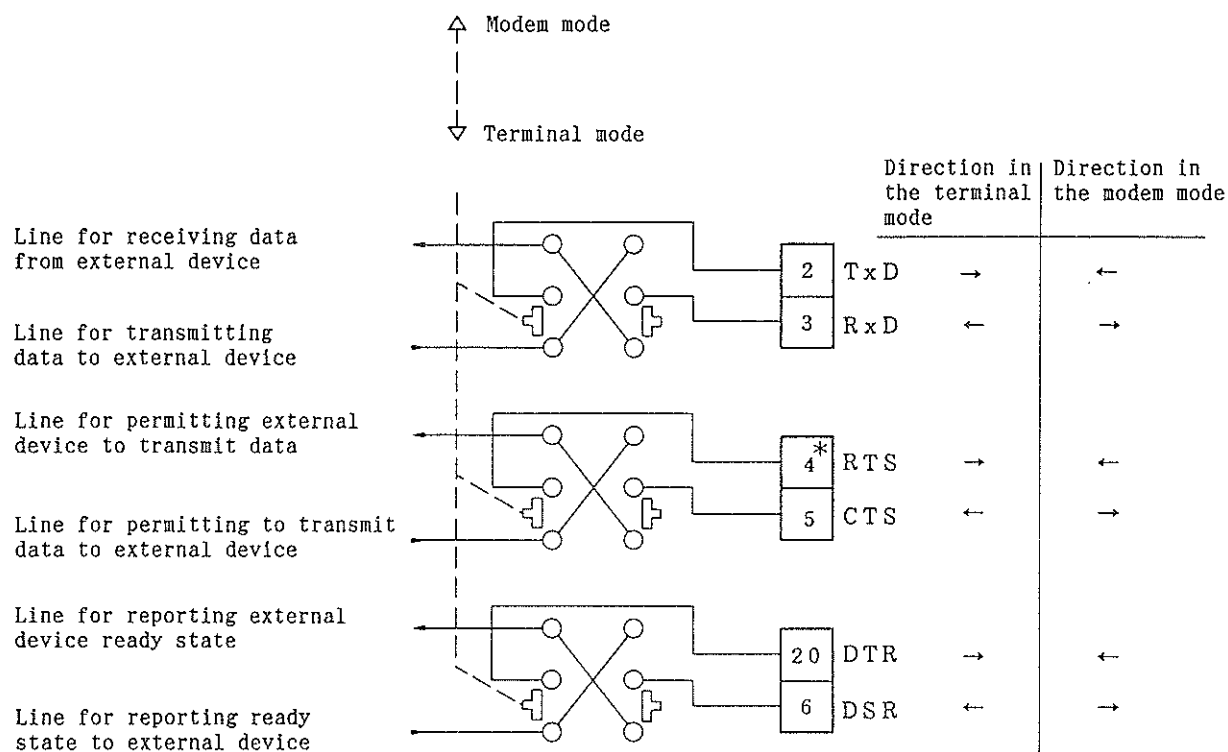 Modem mode
Terminal mode
Direction in the terminal mode
Direction in the modem mode
Line for receiving data
from external device
2 TxD → ←
3 RxD ← →
Line for transmitting
data to external device
Line for permitting external
device to transmit data
4* RTS → ←
5 CTS ← →
Line for permitting to transmit
data to external device
Line for reporting external
device ready state
20 DTR → ←
6 DSR ← →
Line for reporting ready
state to external device